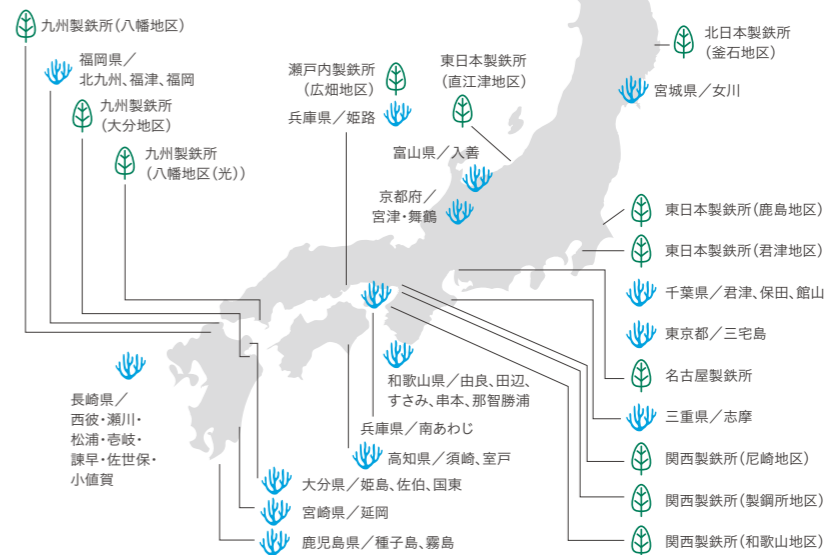 九州製鉄所(八幡地区)
福岡県／
北九州、福津、福岡
九州製鉄所
(大分地区)
九州製鉄所
(八幡地区(光))
瀬戸内製鉄所
(広畑地区)
兵庫県／姫路
東日本製鉄所
(直江津地区)
富山県／入善
京都府／
宮津・舞鶴
北日本製鉄所
(釜石地区)
宮城県／女川
東日本製鉄所(鹿島地区)
東日本製鉄所(君津地区)
千葉県／君津、保田、館山
東京都／三宅島
名古屋製鉄所
三重県／志摩
関西製鉄所(尼崎地区)
関西製鉄所(製鋼所地区)
関西製鉄所(和歌山地区)
和歌山県／由良、田辺、
すさみ、串本、那智勝浦
兵庫県／南あわじ
高知県／須崎、室戸
大分県／姫島、佐伯、国東
宮崎県／延岡
鹿児島県／種子島、霧島
長崎県／
西彼・瀬川・
松浦・壱岐・
諫早・佐世保・
小値賀